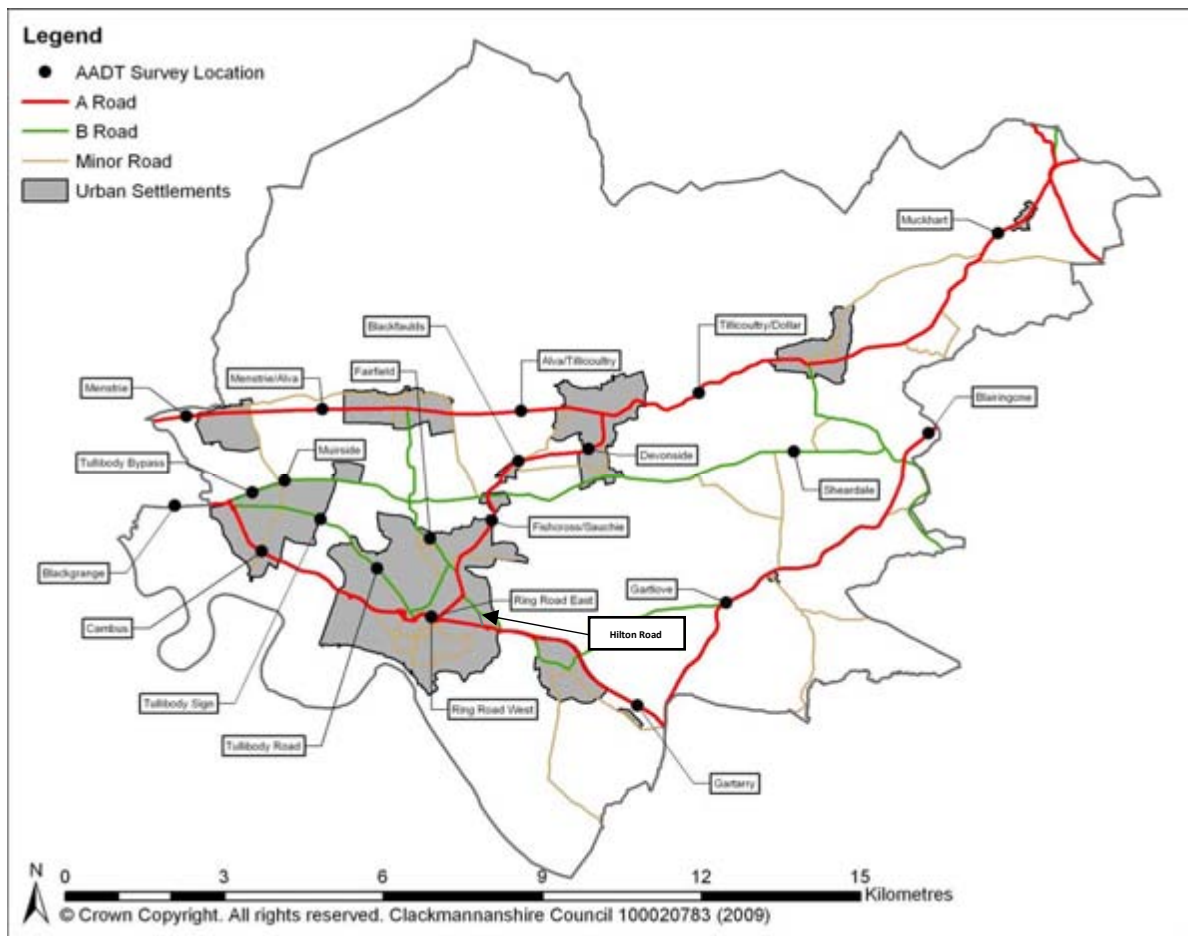 Legend
AADT Survey Location
A Road
B Road
Minor Road
Urban Settlements
Muckhart
Blackfaulds
Tillicoultry/Dollar
Alva/Tillicoultry
Fairfield
Menstrie/Alva
Menstrie
Blairingone
Muirside
Tullibody Bypass
Devonside
Sheardale
Fishcross/Sauchie
Blackgrange
Gartlove
Ring Road East
Cambus
Hilton Road
Tullibody Sign
Ring Road West
Tullibody Road
Gartarry
N
0 3 6 9 12 15
Kilometres
© Crown Copyright. All rights reserved. Clackmannanshire Council 100020783 (2009)